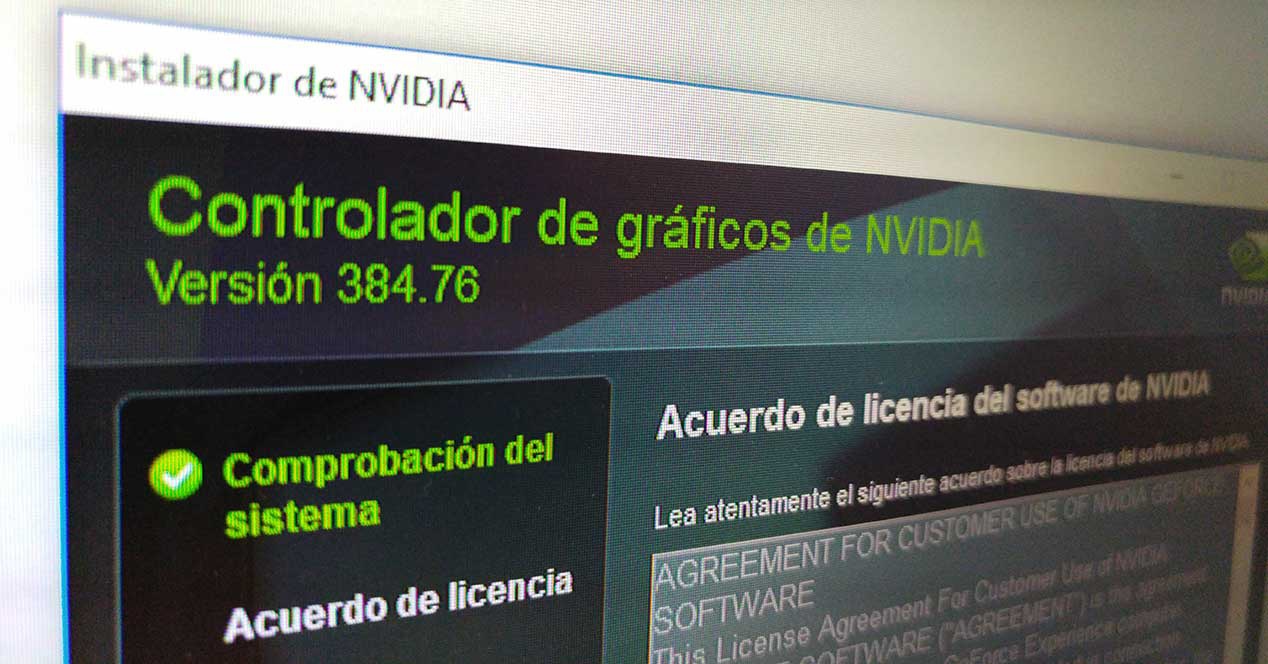 Instalador de NVIDIA
Controlador de gráficos de NVIDIA
Versión 384.76
nVIDIA
Comprobación del
sistema
Acuerdo de licencia
Acuerdo de licencia del software de NVIDIA
Lea atentamente el siguiente acuerdo sobre la licencia del software de NVIDIA.
AGREEMENT FOR CUSTOMER USE OF NVIDIA GEFORCE
SOFTWARE
This License Agreement For Customer Use of NVIDIA
SOFTWARE ("AGREEMENT") is the agreement
GeForce Experience